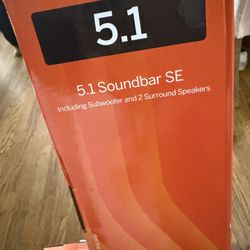 5.1
5.1 Soundbar SE
Including Subwoofer and 2 Surround Speakers